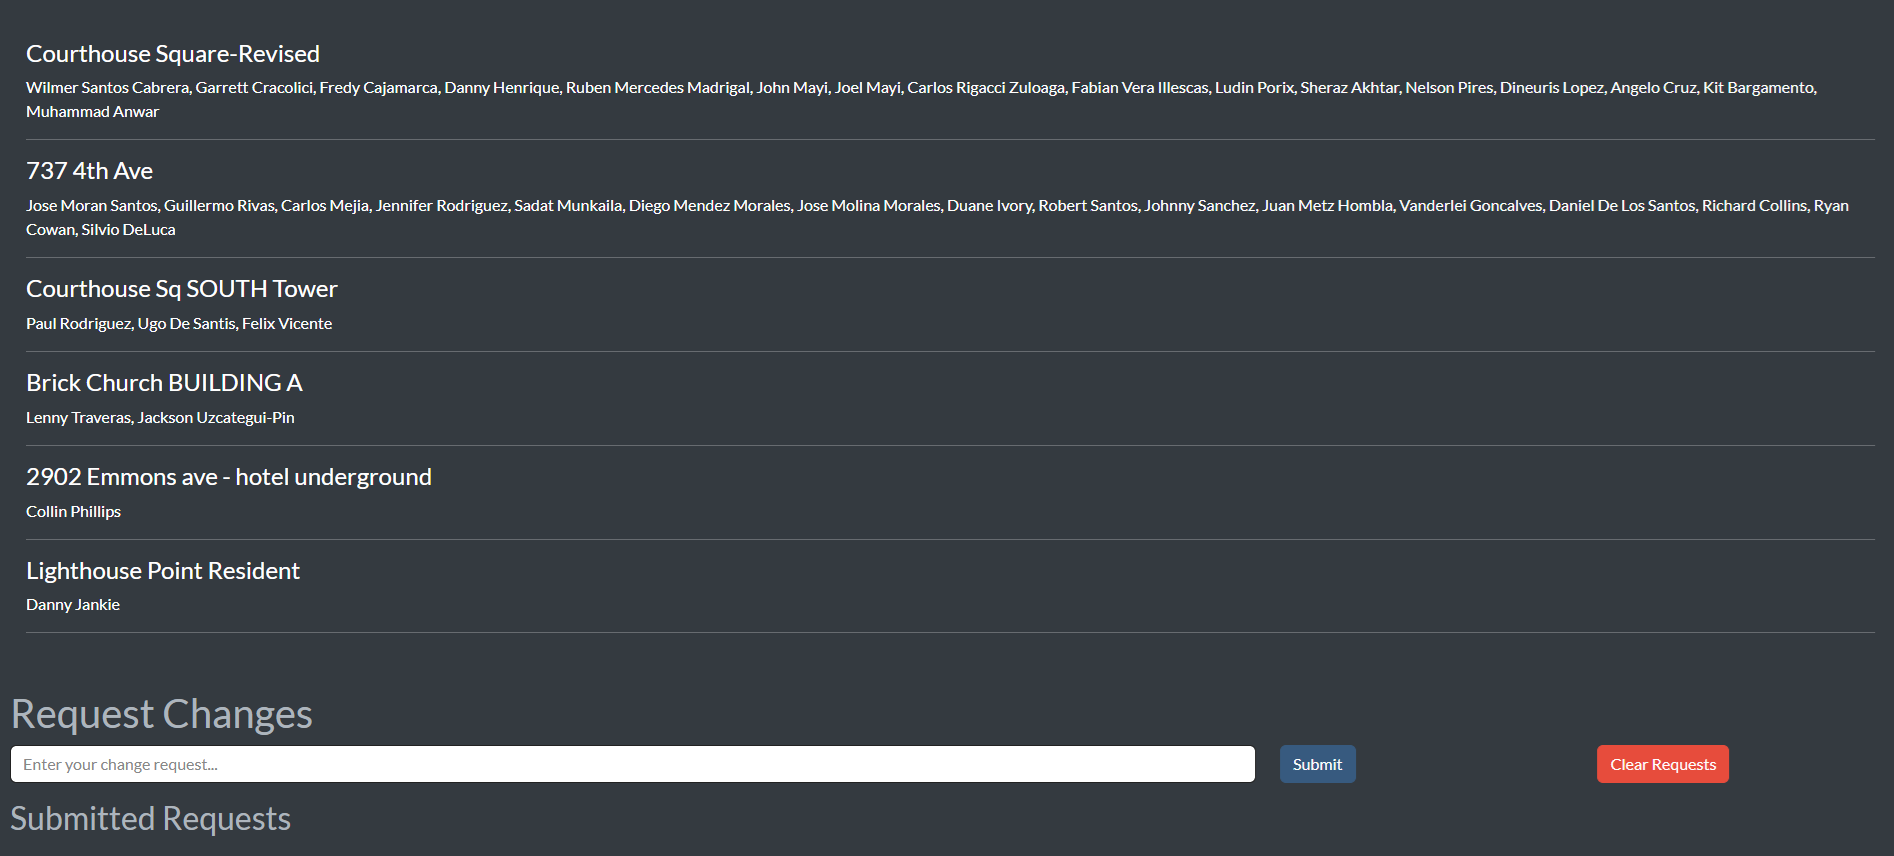 Courthouse Square-Revised
Wilmer Santos Cabrera, Garrett Cracolici, Fredy Cajamarca, Danny Henrique, Ruben Mercedes Madrigal, John Mayi, Joel Mayi, Carlos Rigacci Zuloaga, Fabian Vera Illescas, Ludin Porix, Sheraz Akhtar, Nelson Pires, Dineuris Lopez, Angelo Cruz, Kit Bargamento,
Muhammad Anwar
737 4th Ave
Jose Moran Santos, Guillermo Rivas, Carlos Mejia, Jennifer Rodriguez, Sadat Munkaila, Diego Mendez Morales, Jose Molina Morales, Duane Ivory, Robert Santos, Johnny Sanchez, Juan Metz Hombla, Vanderlei Goncalves, Daniel De Los Santos, Richard Collins, Ryan
Cowan, Silvio DeLuca
Courthouse Sq SOUTH Tower
Paul Rodriguez, Ugo De Santis, Felix Vicente
Brick Church BUILDING A
Lenny Traveras, Jackson Uzcategui-Pin
2902 Emmons ave - hotel underground
Collin Phillips
Lighthouse Point Resident
Danny Jankie
Request Changes
Enter your change request...
Submit
Clear Requests
Submitted Requests